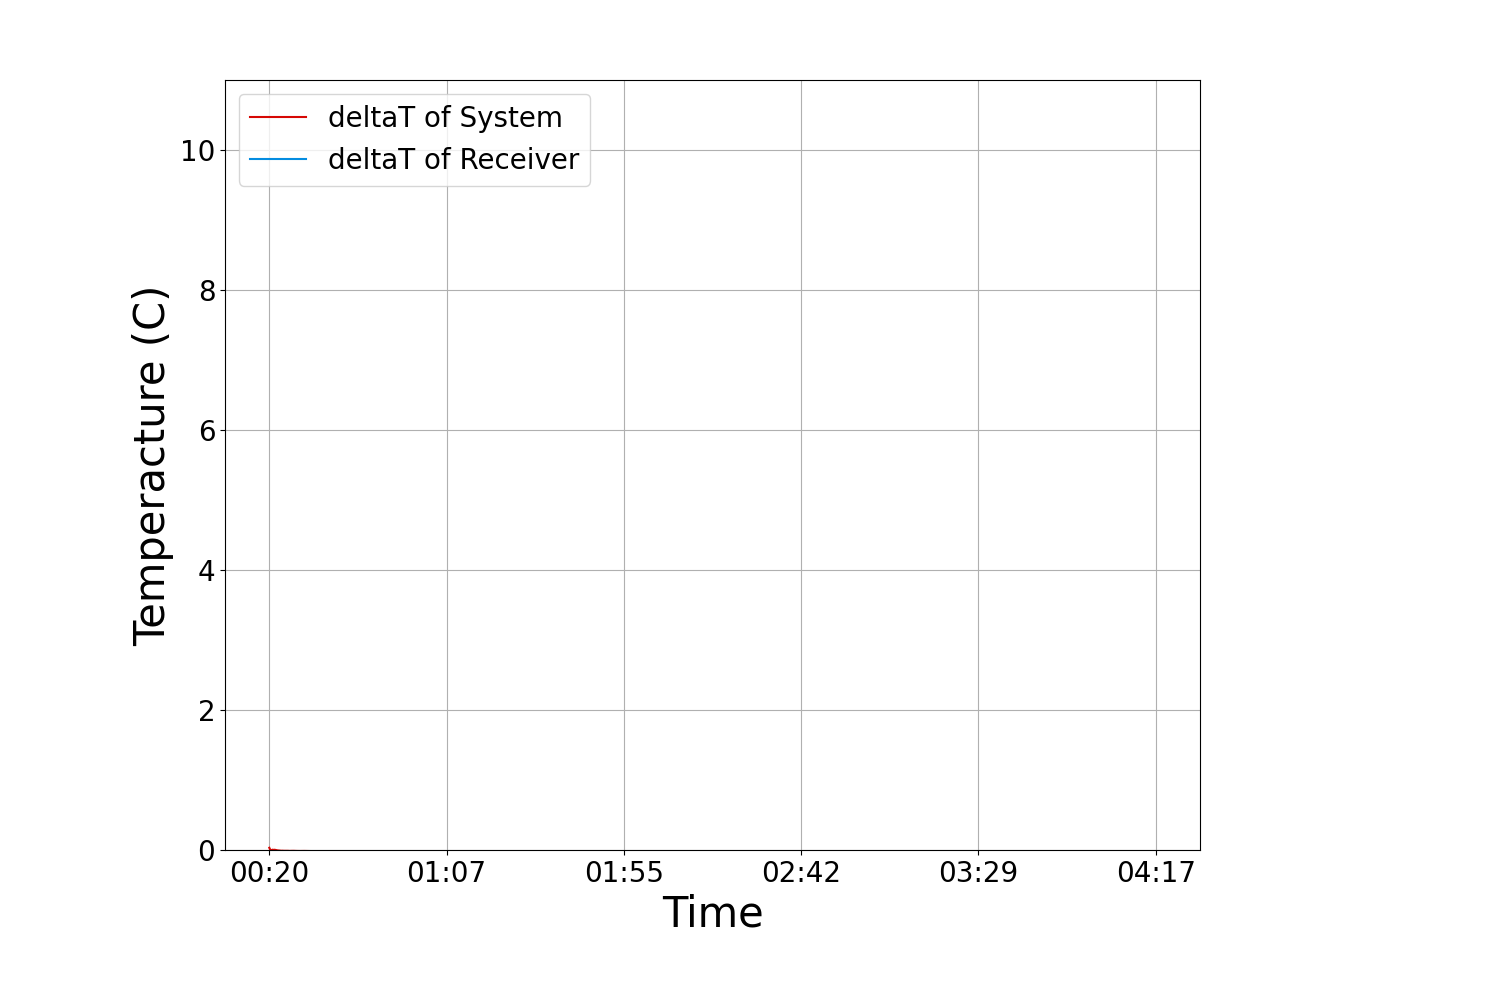 deltaT of System
deltaT of Receiver
10
8
6
4
2
0
Temperacture (C)
00:20 01:07 01:55 02:42 03:29 04:17
Time